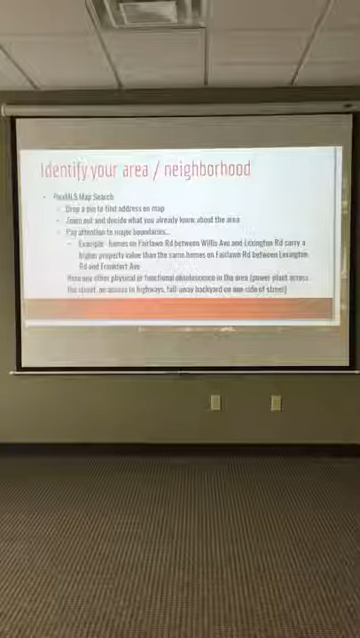 Identify your area / neighborhood
MLS Map Search
Drop a pin to find address on map
Zoom out and decide what you already know about the area
Pay attention to major boundaries...
Example - homes on Fairlawn Rd between Willis Ave and Lexington Rd carry a
higher property value than the same homes on Fairlawn Rd between Lexington
Rd and Frankfort Ave
any other physical or functional obsolescence in the area (power plant across
the street, no access to highways, fall-away backyard on one side of street)